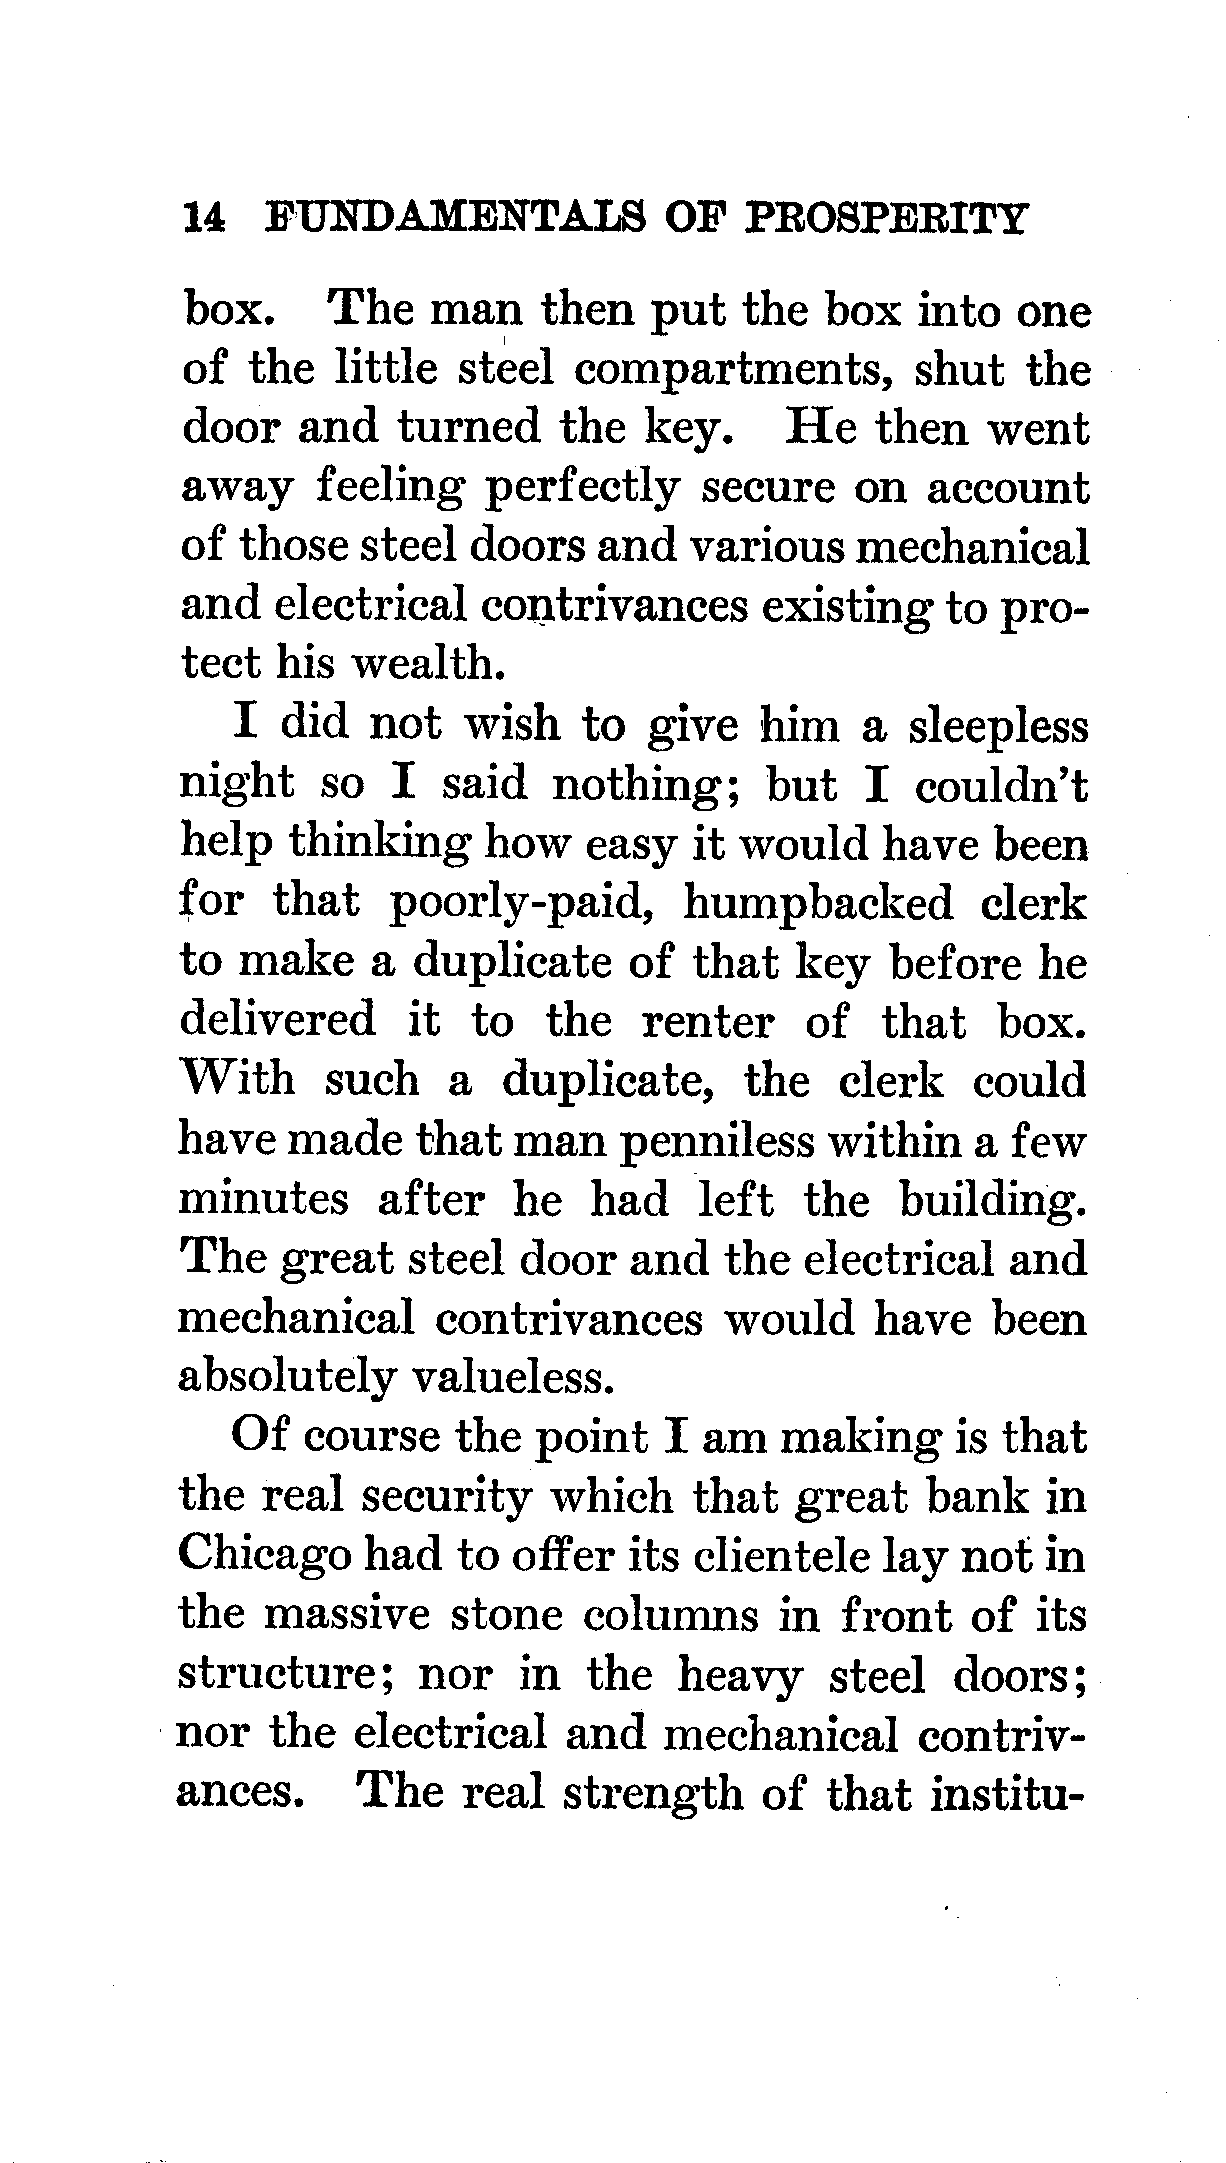 14 FUNDAMENTALS OF PROSPERITY
box. The man then put the box into one
of the little steel compartments, shut the
door and turned the key. He then went
away feeling perfectly secure on account
of those steel doors and various mechanical
and electrical contrivances existing to pro-
tect his wealth.
I did not wish to give him a sleepless
night so I said nothing; but I couldn't
help thinking how easy it would have been
for that poorly-paid, humpbacked clerk
to make a duplicate of that key before he
delivered it to the renter of that box.
With such a duplicate, the clerk could
have made that man penniless within a few
minutes after he had left the building.
The great steel door and the electrical and
mechanical contrivances would have been
absolutely valueless.
Of course the point I am making is that
the real security which that great bank in
Chicago had to offer its clientele lay not in
the massive stone columns in front of its
structure; nor in the heavy steel doors;
nor the electrical and mechanical contriv-
ances. The real strength of that institu-